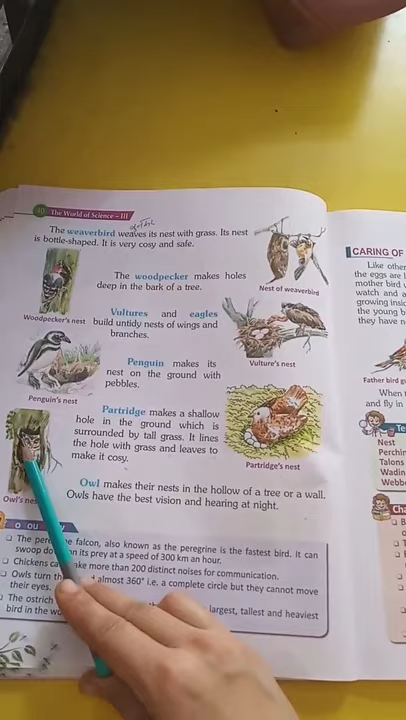 40 The World of Science - III
The weaverbird weaves its nest with grass. Its nest
is bottle-shaped. It is very cosy and safe.
Nest of weaverbird
The woodpecker makes holes
deep in the bark of a tree.
Woodpecker's nest
Vultures and eagles
build untidy nests of wings and
branches.
Vulture's nest
Penguin makes its
nest on the ground with
pebbles.
Penguin's nest
Partridge makes a shallow
hole in the ground which is
surrounded by tall grass. It lines
the hole with grass and leaves to
make it cosy.
Partridge's nest
Owl's
Owl makes their nests in the hollow of a tree or a wall.
Owls have the best vision and hearing at night.
The falcon, also known as the peregrine is the fastest bird. It can
swoop its prey at a speed of 300 km an hour.
Chickens make more than 200 distinct noises for communication.
Owls turn almost 360° i.e. a complete circle but they cannot move
their eyes.
The ostrich largest, tallest and heaviest
bird in the
CARING OF
Like other
the eggs are
mother bird
watch and a
growing insid
the young b
they have n
Father bird
When
and fly in
Te
Nest
Perchin
Talons
Wadin
Webb